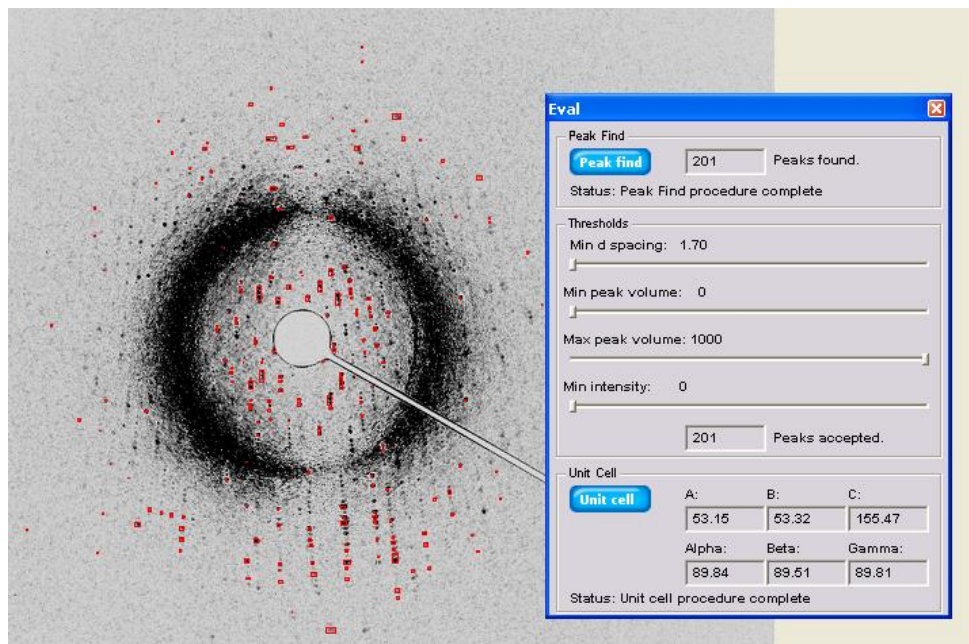 Eval
Peak Find
Peak find 201 Peaks found.
Status: Peak Find procedure complete
Thresholds
Min d spacing: 1.70
Min peak volume: 0
Max peak volume: 1000
Min intensity: 0
201 Peaks accepted.
Unit Cell
Unit cell A: B: C:
53.15 53.32 155.47
Alpha: Beta: Gamma:
89.84 89.51 89.81
Status: Unit cell procedure complete